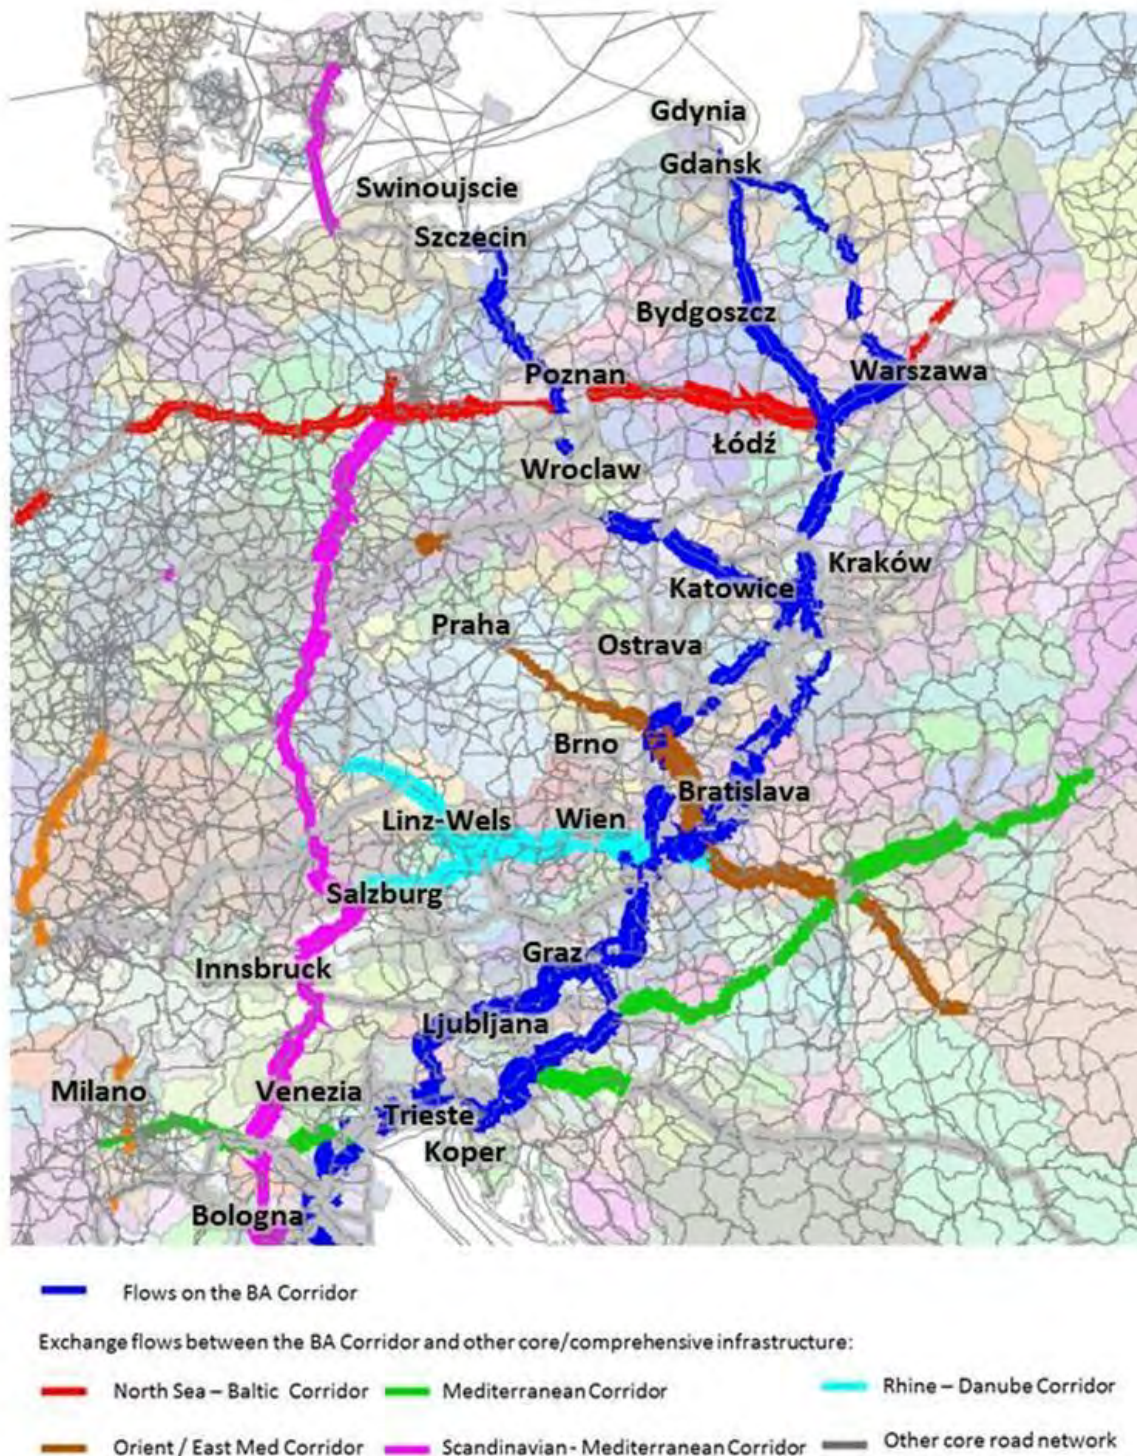 Gdynia
Gdansk
Swinoujscie
Szczecin
Bydgoszcz
Poznan
Warszawa
Łódź
Wroclaw
Kraków
Katowice
Praha
Ostrava
Brno
Bratislava
Linz-Wels
Wien
Salzburg
Graz
Innsbruck
Ljubljana
Milano
Venezia
Trieste
Koper
Bologna
Flows on the BA Corridor
Exchange flows between the BA Corridor and other core/comprehensive infrastructure:
North Sea – Baltic Corridor
Mediterranean Corridor
Rhine – Danube Corridor
Orient / East Med Corridor
Scandinavian - Mediterranean Corridor
Other core road network